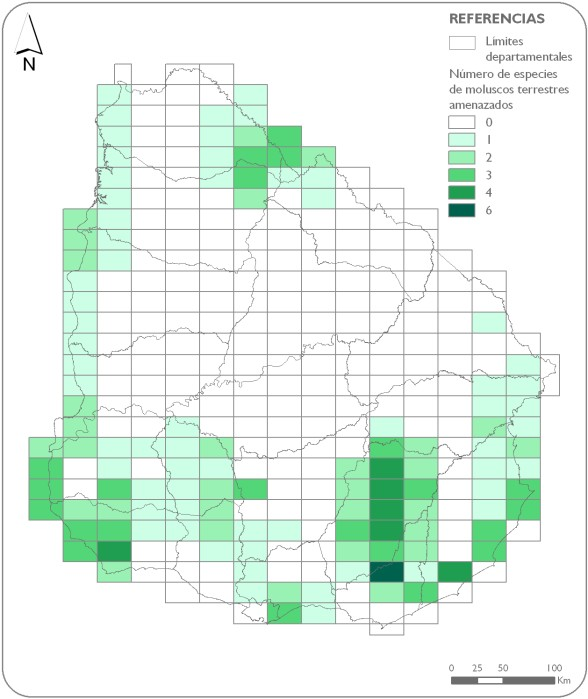 N
REFERENCIAS
Limites
departamentales
Número de especies
de moluscos terrestres
amenazados
0
1
2
3
4
6
0 25 50 100
Km